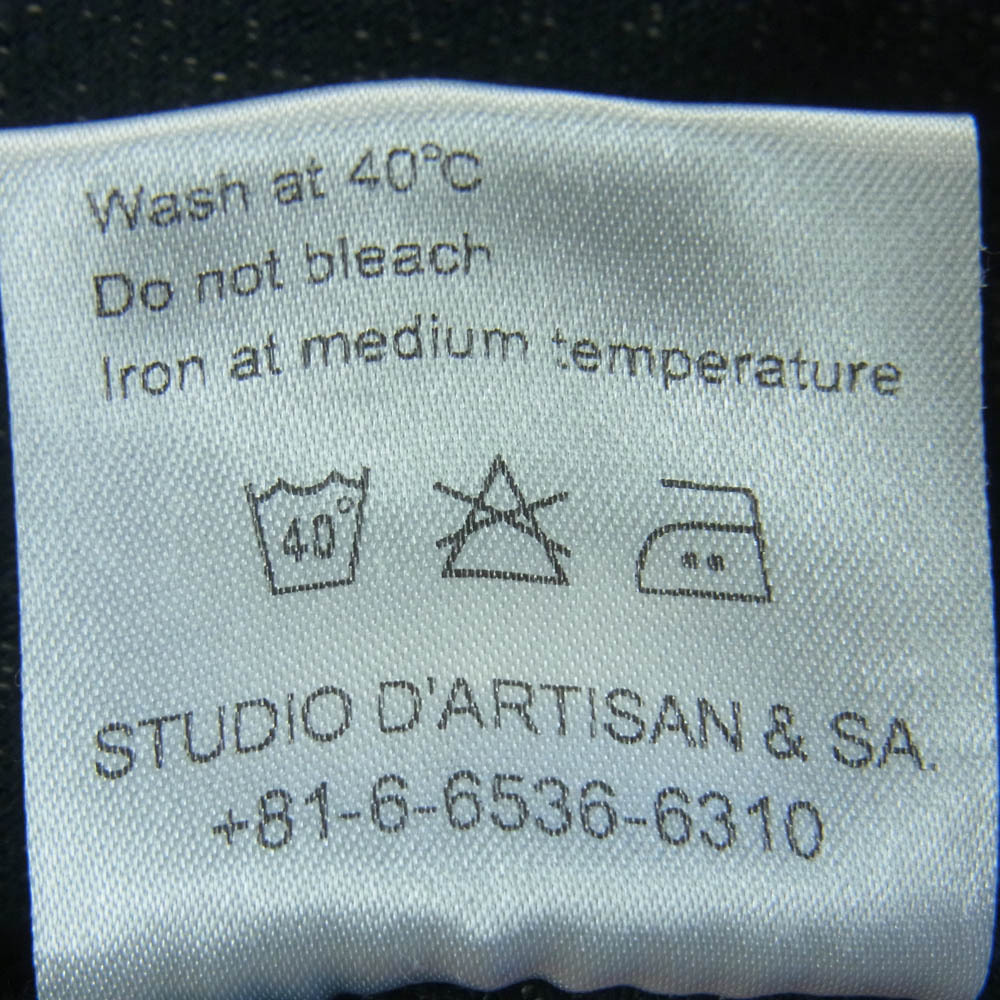 Wash at 40°C
Do not bleach
Iron at medium temperature
40°
STUDIO D'ARTISAN & SA.
+81-6-6536-6310